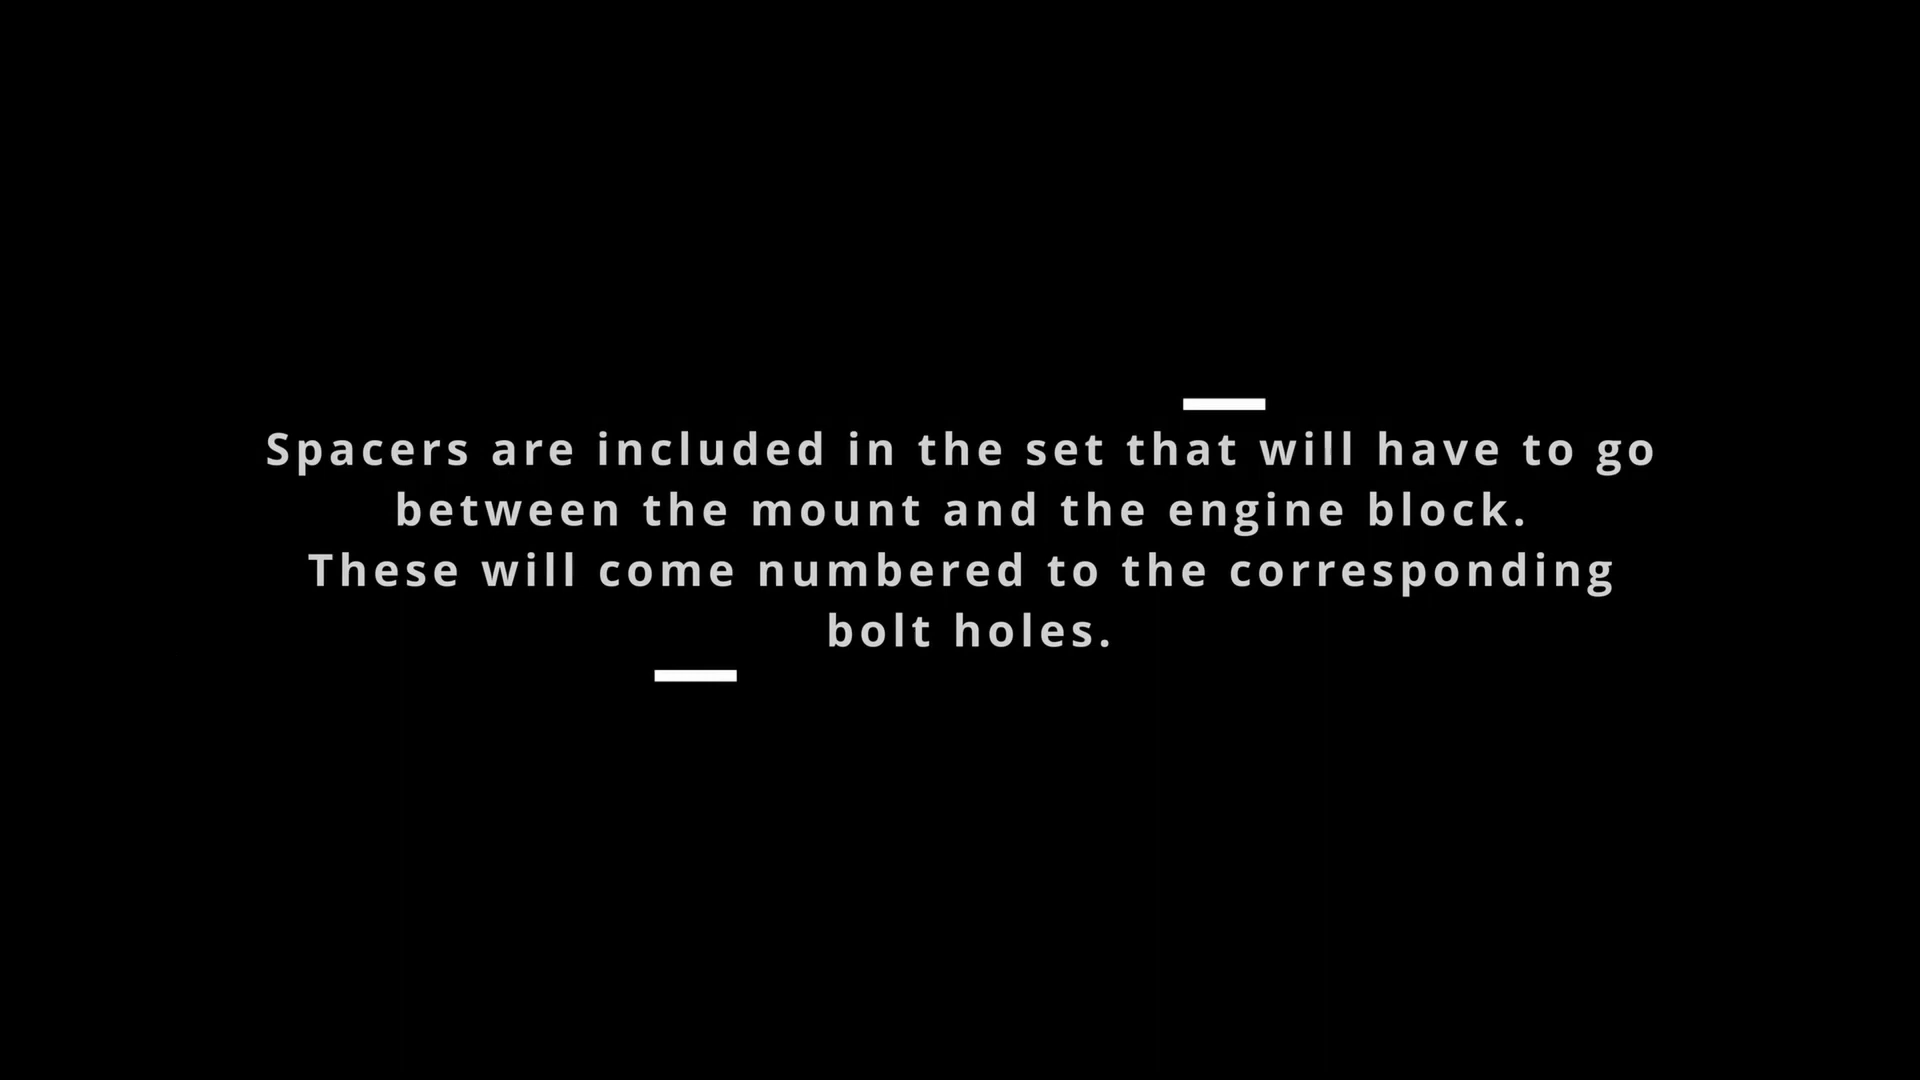 Spacers are included in the set that will have to go
between the mount and the engine block.
These will come numbered to the corresponding
bolt holes.